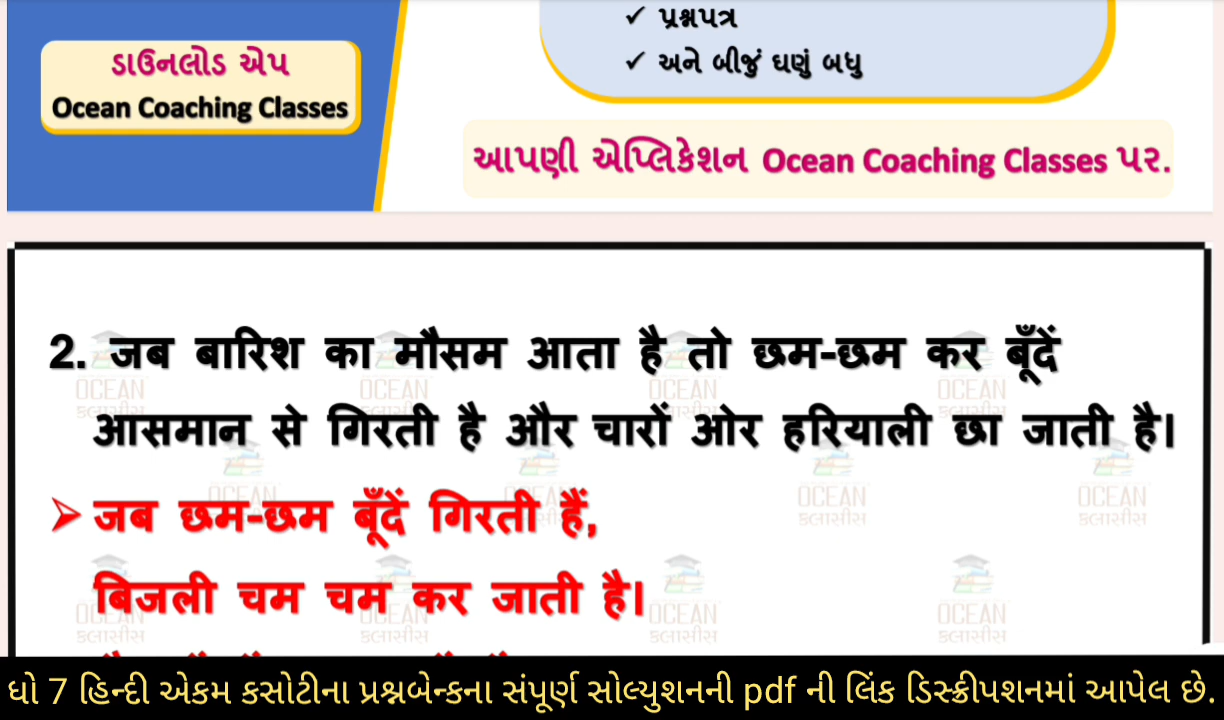 ડાઉનલોડ એપ
Ocean Coaching Classes
✓ પ્રશ્નપત્ર
✓ અને બીજું ઘણું બધુ
આપણી એપ્લિકેશન Ocean Coaching Classes પર.
2. जब बारिश का मौसम आता है तो छम-छम कर बूँदें
आसमान से गिरती है और चारों ओर हरियाली छा जाती है।
➢ जब छम-छम बूँदें गिरती हैं,
बिजली चम चम कर जाती है।
OCEAN
ક્લાસીસ
ધો 7 હિન્દી એકમ કસોટીના પ્રશ્નબેન્કના સંપૂર્ણ સોલ્યુશનની pdf ની લિંક ડિસ્ક્રીપશનમાં આપેલ છે.